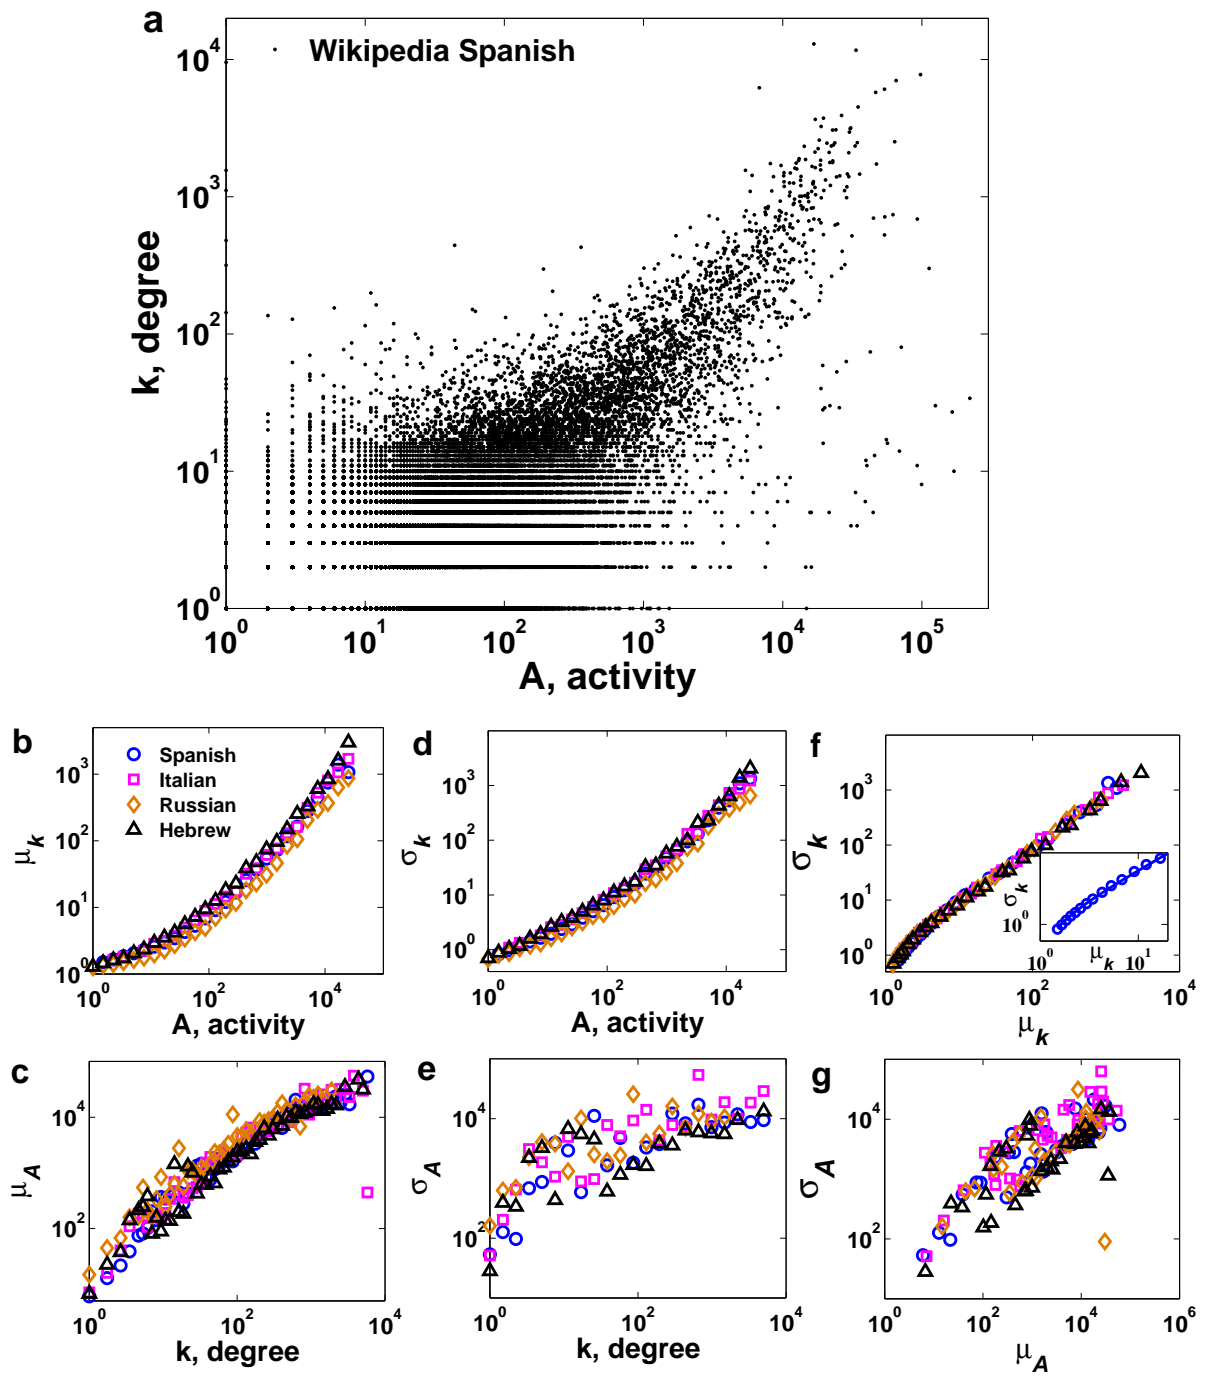 a
Wikipedia Spanish
k, degree
10^4
10^3
10^2
10^1
10^0
10^0 10^1 10^2 10^3 10^4 10^5
A, activity
b
Spanish
Italian
Russian
Hebrew
μ_k
10^3
10^2
10^1
10^0
10^0 10^2 10^4
A, activity
d
σ_k
10^3
10^2
10^1
10^0
10^0 10^2 10^4
A, activity
f
σ_k
10^3
10^2
10^1
10^0
10^0 10^2 10^4
μ_k
σ_k
10^0
10^0 μ_k 10^1
c
μ_A
10^4
10^2
10^0 10^2 10^4
k, degree
e
σ_A
10^4
10^2
10^0 10^2 10^4
k, degree
g
σ_A
10^4
10^2
10^0 10^2 10^4 10^6
μ_A